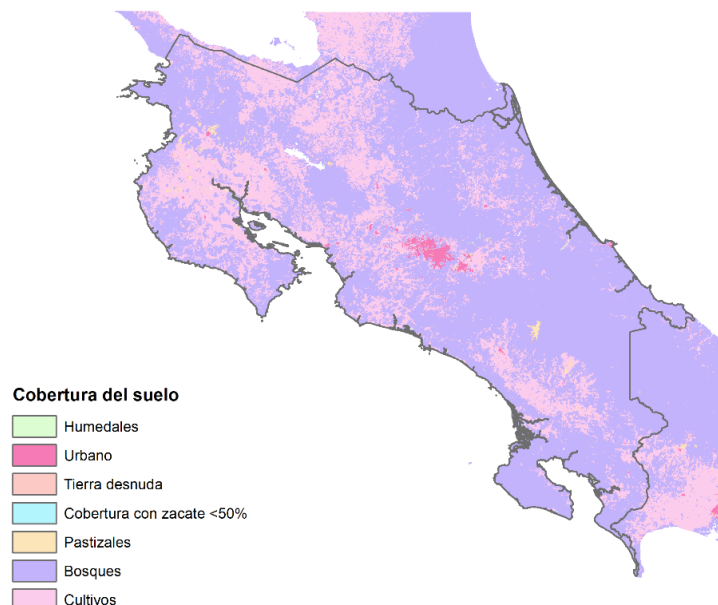 Cobertura del suelo
Humedales
Urbano
Tierra desnuda
Cobertura con zacate <50%
Pastizales
Bosques
Cultivos